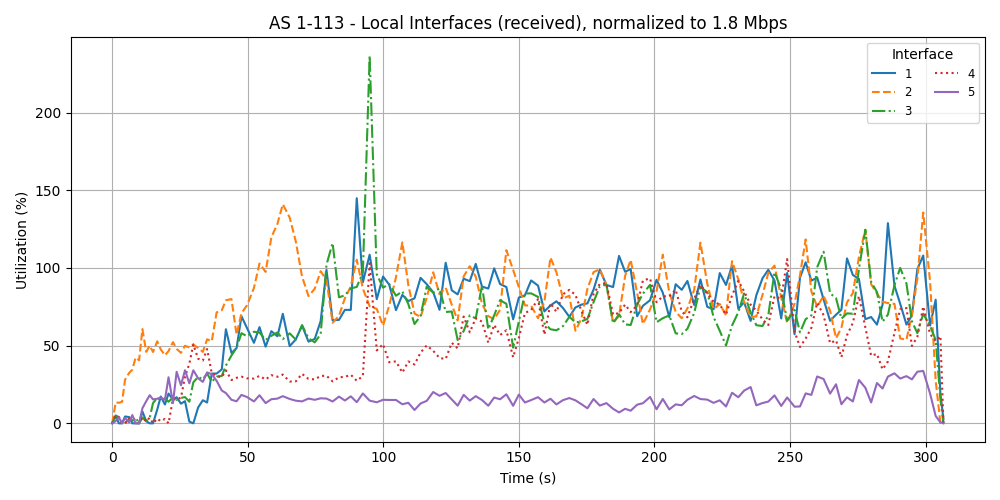 AS 1-113 - Local Interfaces (received), normalized to 1.8 Mbps
Interface
1
2
3
4
5
200
150
100
50
0
Utilization (%)
0 50 100 150 200 250 300
Time (s)